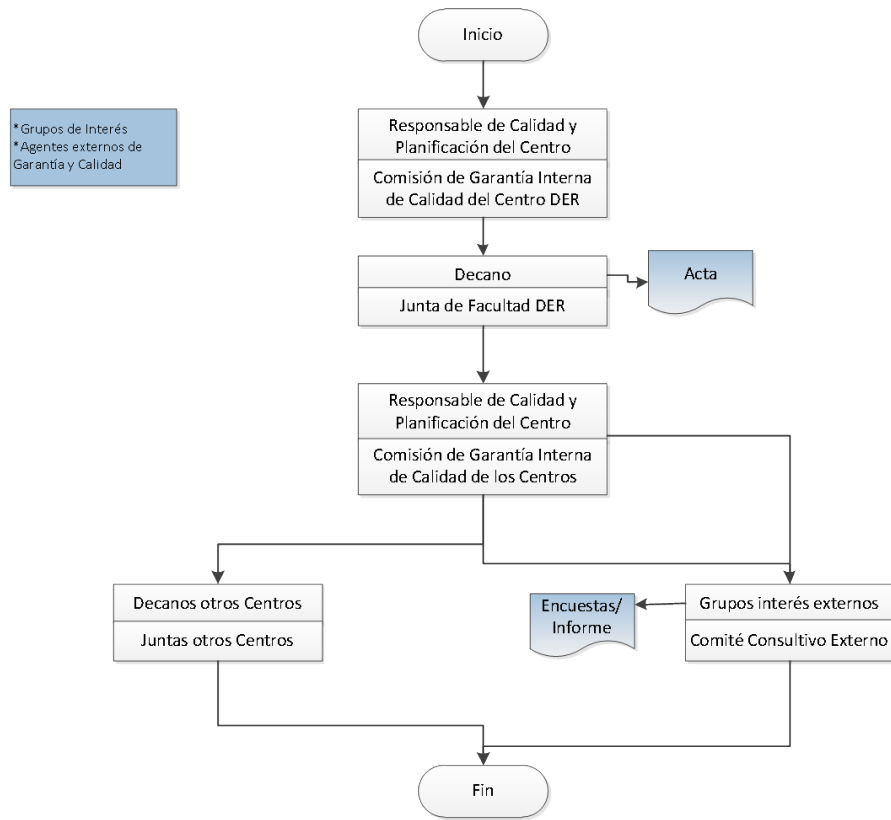 Inicio
*Grupos de Interés
*Agentes externos de
Garantía y Calidad
Responsable de Calidad y
Planificación del Centro
Comisión de Garantía Interna
de Calidad del Centro DER
Decano
Junta de Facultad DER
Acta
Responsable de Calidad y
Planificación del Centro
Comisión de Garantía Interna
de Calidad de los Centros
Decanos otros Centros
Juntas otros Centros
Encuestas/
Informe
Grupos interés externos
Comité Consultivo Externo
Fin